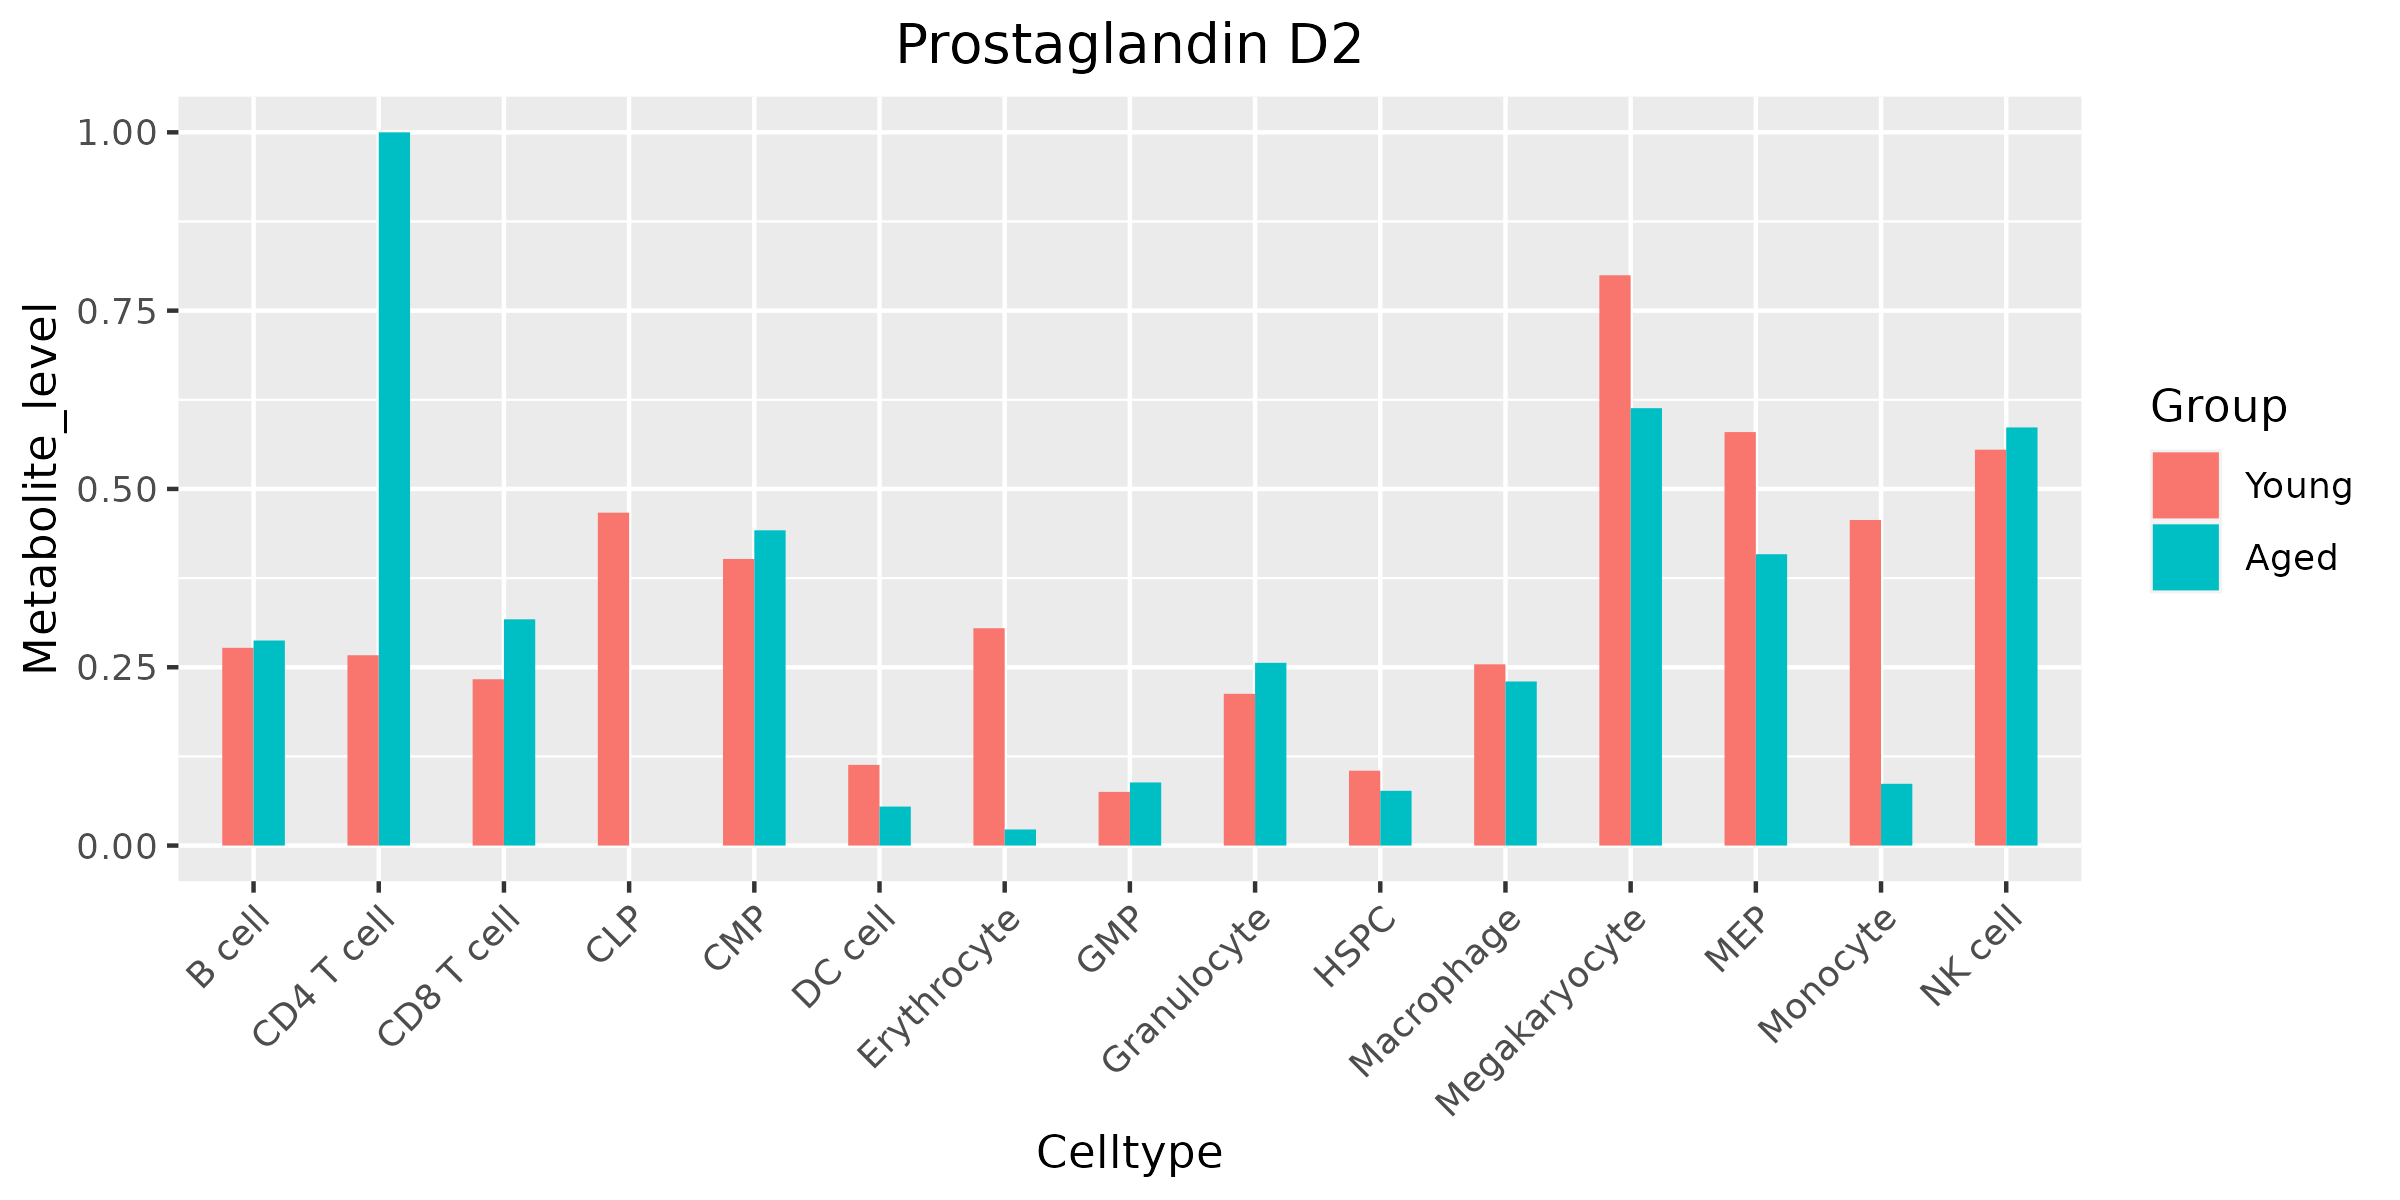 Prostaglandin D2
Metabolite_level
1.00
0.75
0.50
0.25
0.00
B cell
CD4 T cell
CD8 T cell
CLP
CMP
DC cell
Erythrocyte
GMP
Granulocyte
HSPC
Macrophage
Megakaryocyte
MEP
Monocyte
NK cell
Celltype
Group
Young
Aged